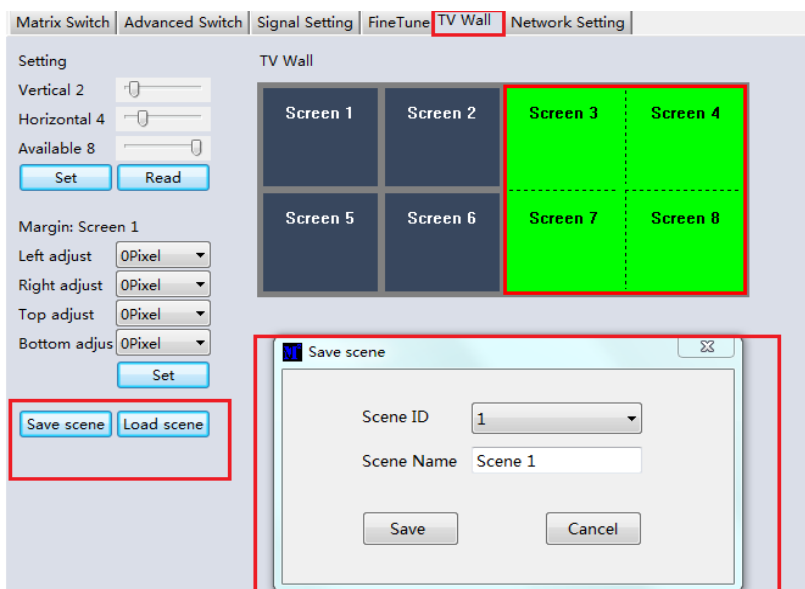 Matrix Switch Advanced Switch Signal Setting FineTune TV Wall Network Setting
Setting
Vertical 2
Horizontal 4
Available 8
Set Read
Margin: Screen 1
Left adjust 0Pixel
Right adjust 0Pixel
Top adjust 0Pixel
Bottom adjus 0Pixel
Set
Save scene Load scene
TV Wall
Screen 1 Screen 2 Screen 3 Screen 4
Screen 5 Screen 6 Screen 7 Screen 8
Save scene
Scene ID 1
Scene Name Scene 1
Save Cancel